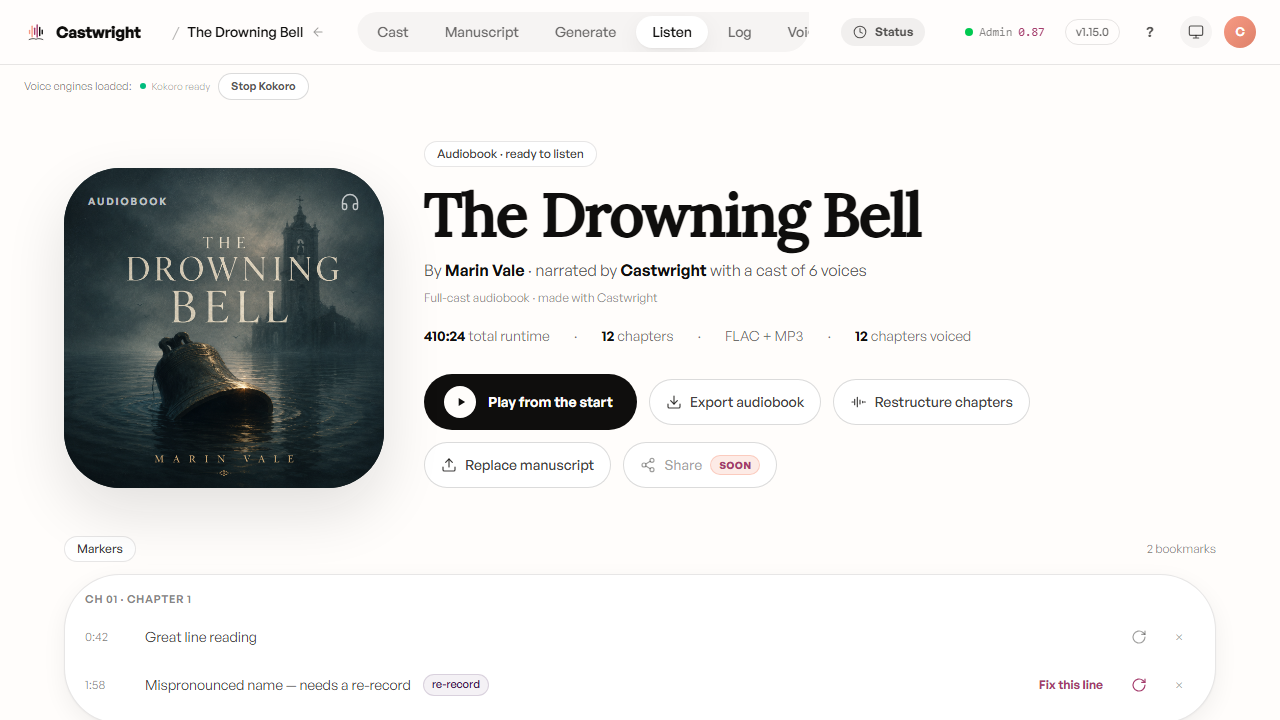 Castwright / The Drowning Bell ← Cast Manuscript Generate Listen Log Status Admin 0.87 v1.15.0 ? C
Voice engines loaded: Kokoro ready Stop Kokoro
AUDIOBOOK
THE
DROWNING
BELL
MARIN VALE
Audiobook · ready to listen
The Drowning Bell
By Marin Vale · narrated by Castwright with a cast of 6 voices
Full-cast audiobook · made with Castwright
410:24 total runtime · 12 chapters · FLAC + MP3 · 12 chapters voiced
Play from the start Export audiobook Restructure chapters
Replace manuscript Share SOON
Markers 2 bookmarks
CH 01 · CHAPTER 1
0:42 Great line reading ×
1:58 Mispronounced name — needs a re-record re-record Fix this line ×